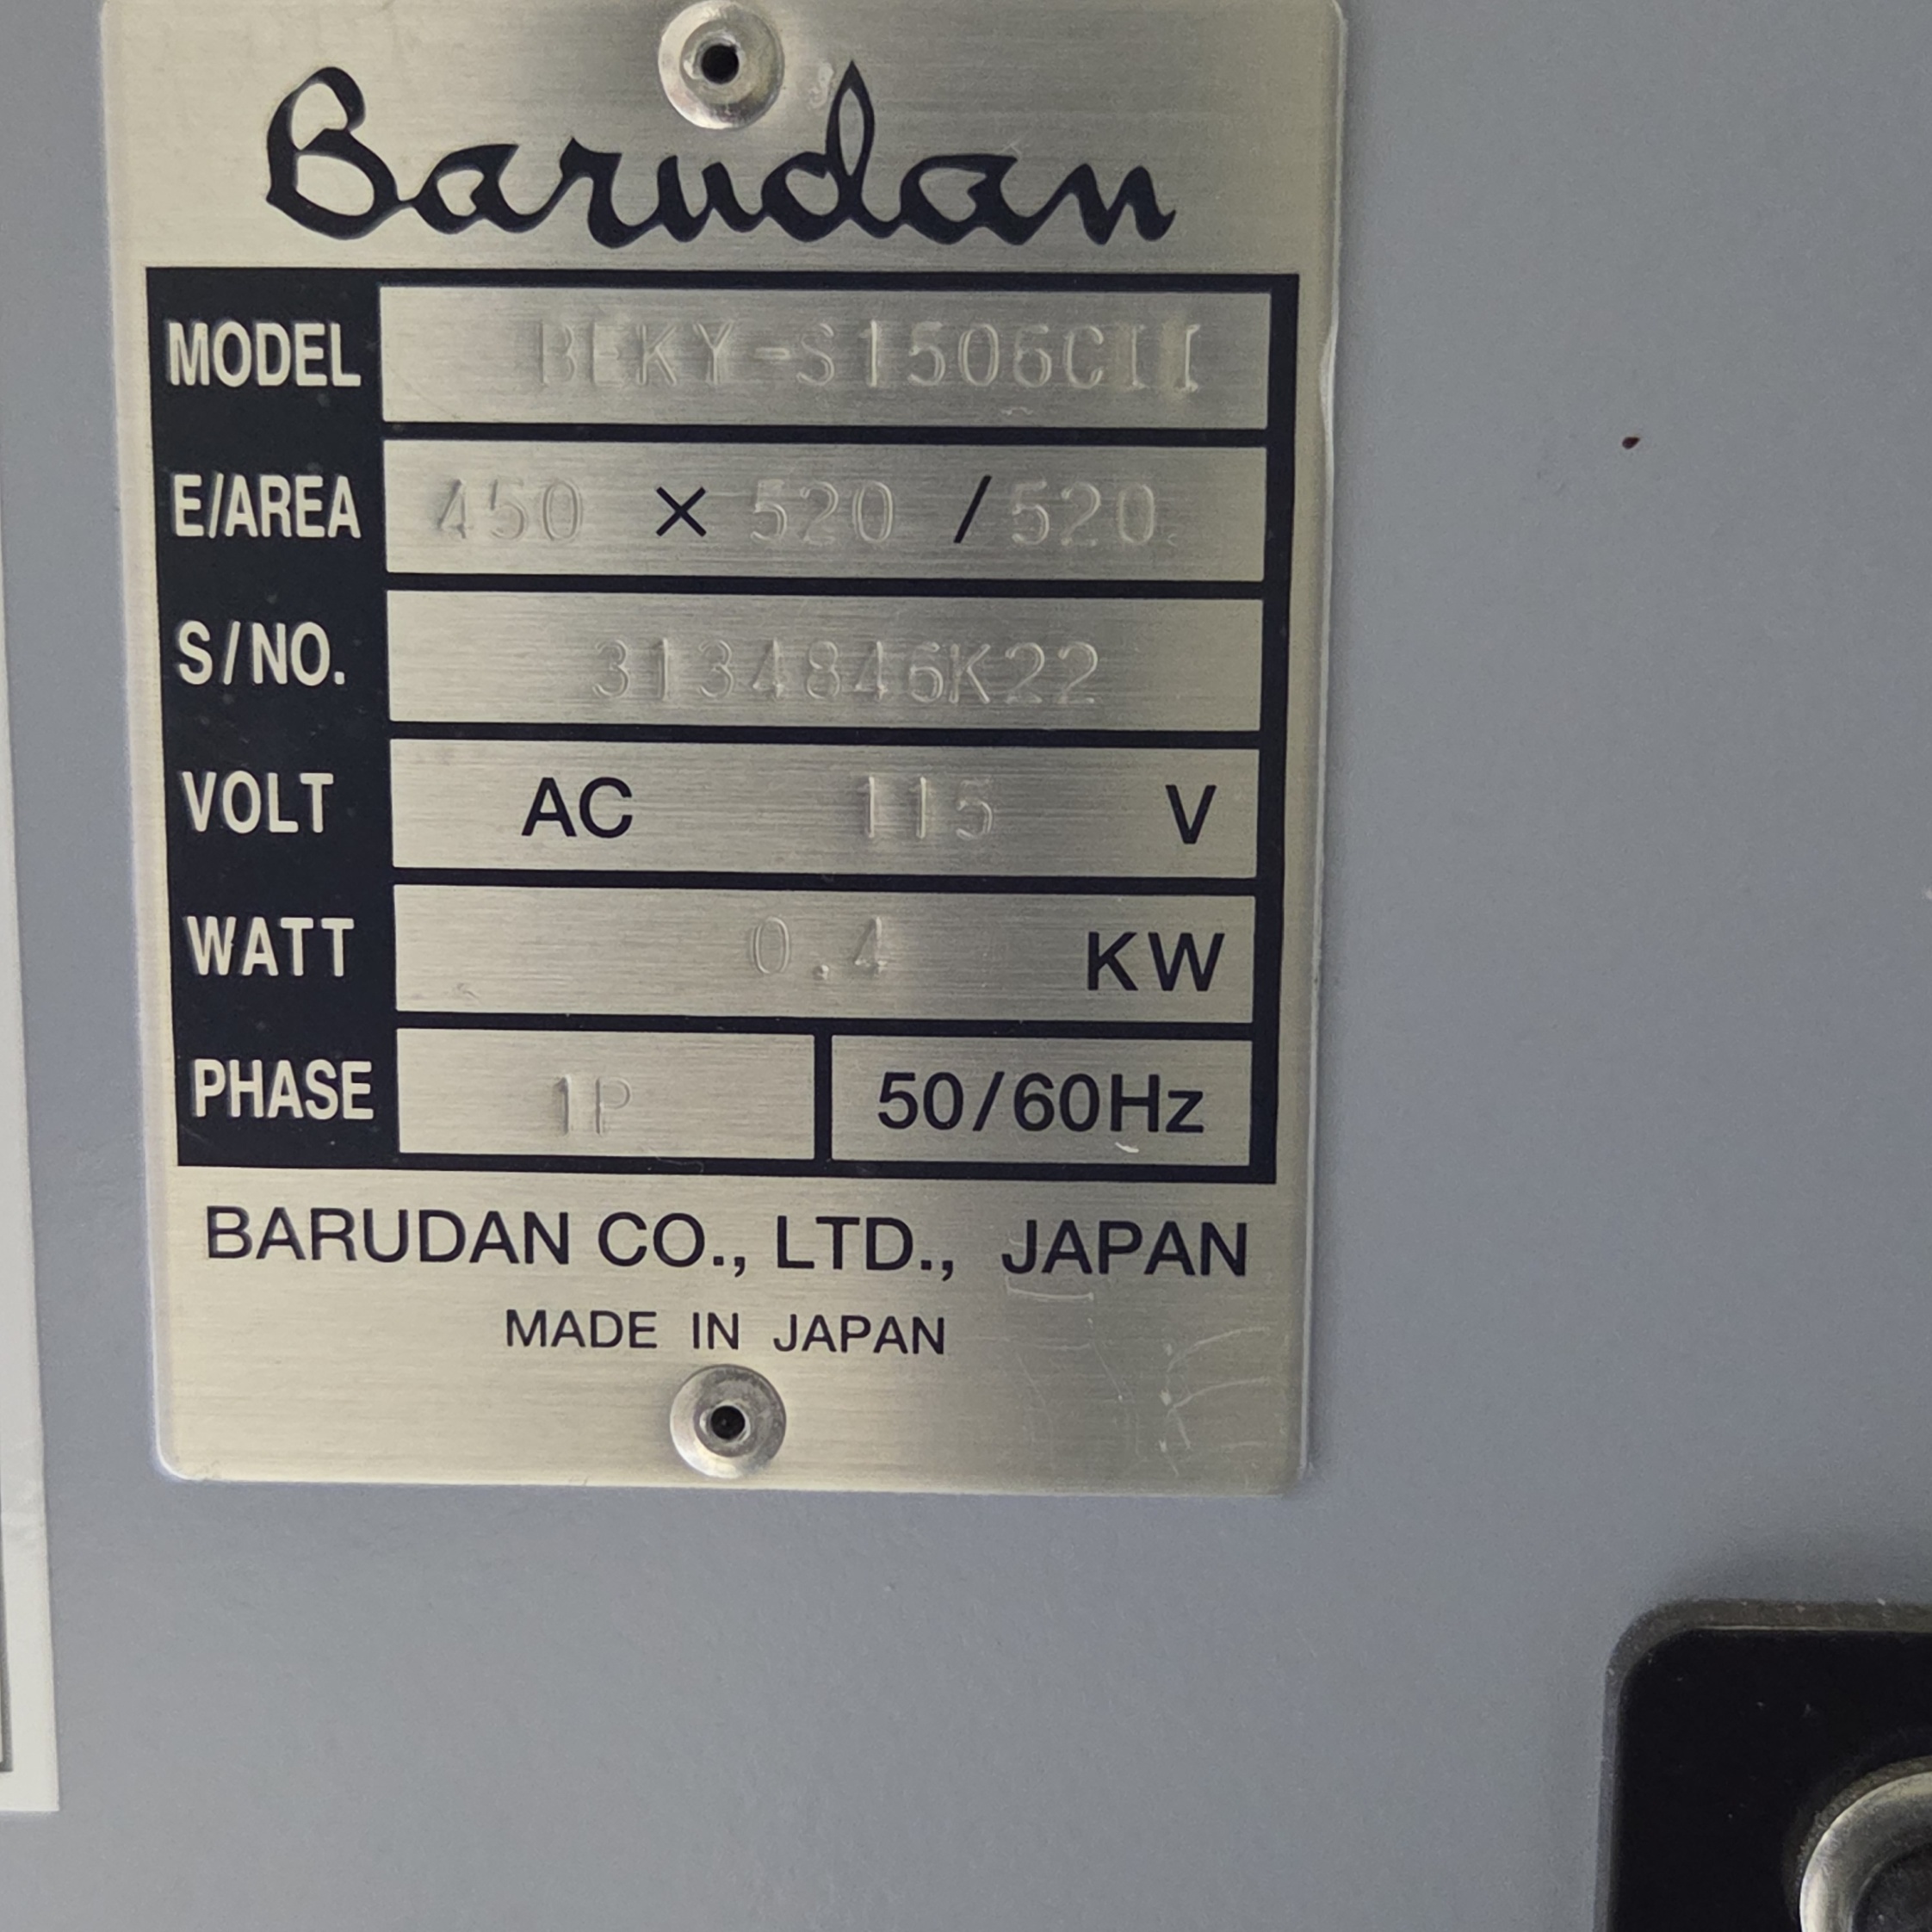 Barudan
MODEL BEKY-S1506CII
E/AREA 450 × 520 / 520
S/NO. 3134846K22
VOLT AC 115 V
WATT 0.4 KW
PHASE 1P 50/60Hz
BARUDAN CO., LTD., JAPAN
MADE IN JAPAN